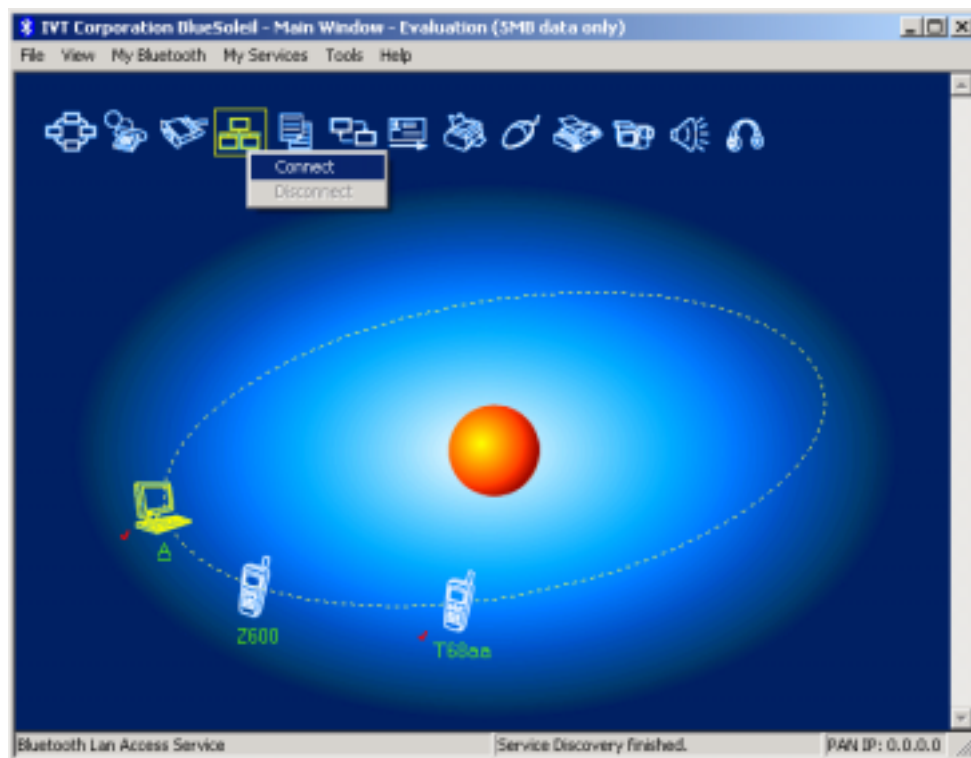 IVT Corporation BlueSoleil - Main Window - Evaluation (5MB data only)
File View My Bluetooth My Services Tools Help
Connect
Disconnect
A
Z600
T68aa
Bluetooth Lan Access Service Service Discovery finished. PAN IP: 0.0.0.0